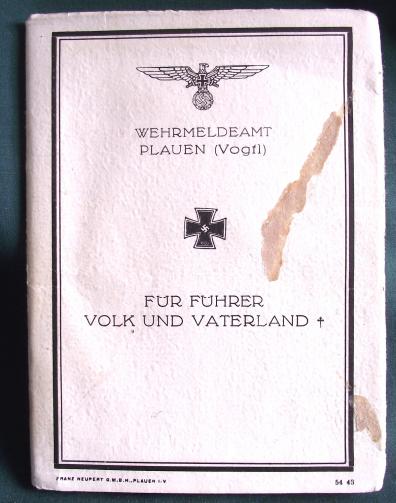 WEHRMELDEAMT
PLAUEN (Vogtl)
FÜR FÜHRER
VOLK UND VATERLAND †
FRANZ NEUPERT G.M.B.H., PLAUEN I.V.
54 43